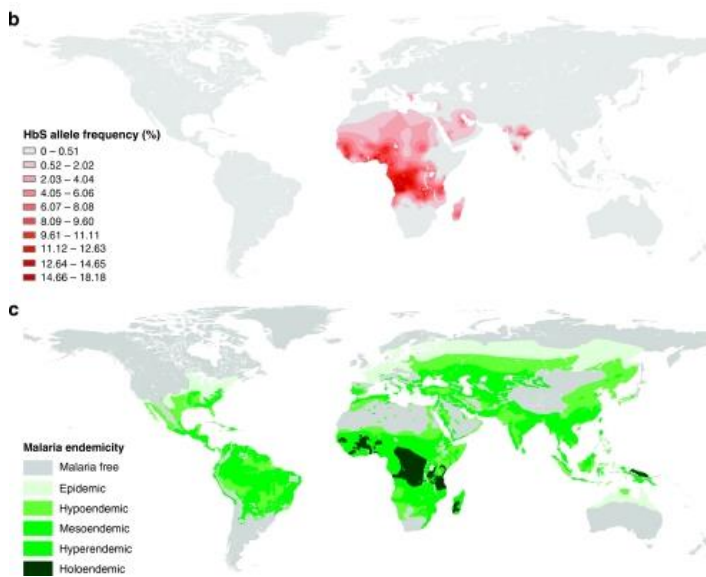 b
HbS allele frequency (%)
0 – 0.51
0.52 – 2.02
2.03 – 4.04
4.05 – 6.06
6.07 – 8.08
8.09 – 9.60
9.61 – 11.11
11.12 – 12.63
12.64 – 14.65
14.66 – 18.18
c
Malaria endemicity
Malaria free
Epidemic
Hypoendemic
Mesoendemic
Hyperendemic
Holoendemic